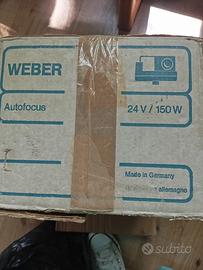 WEBER
Autofocus
24 V / 150 W
Made in Germany
allemagne
subito